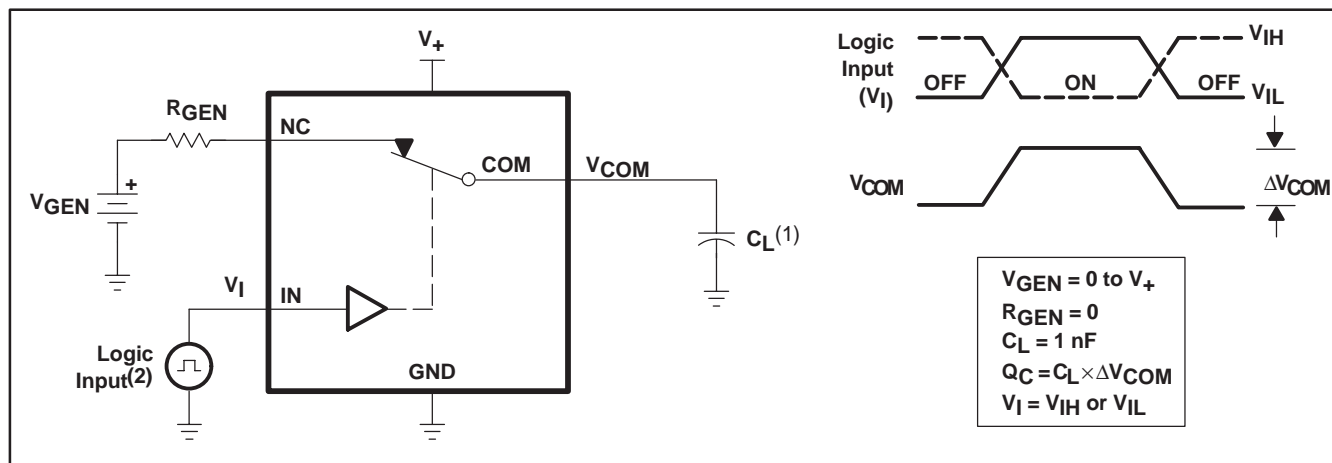 V+
RGEN
NC
COM
VCOM
VGEN
+
CL(1)
VI
IN
Logic
Input(2)
GND
Logic
Input
(VI)
OFF
ON
OFF
VIH
VIL
VCOM
ΔVCOM
VGEN = 0 to V+
RGEN = 0
CL = 1 nF
QC = CL × ΔVCOM
VI = VIH or VIL